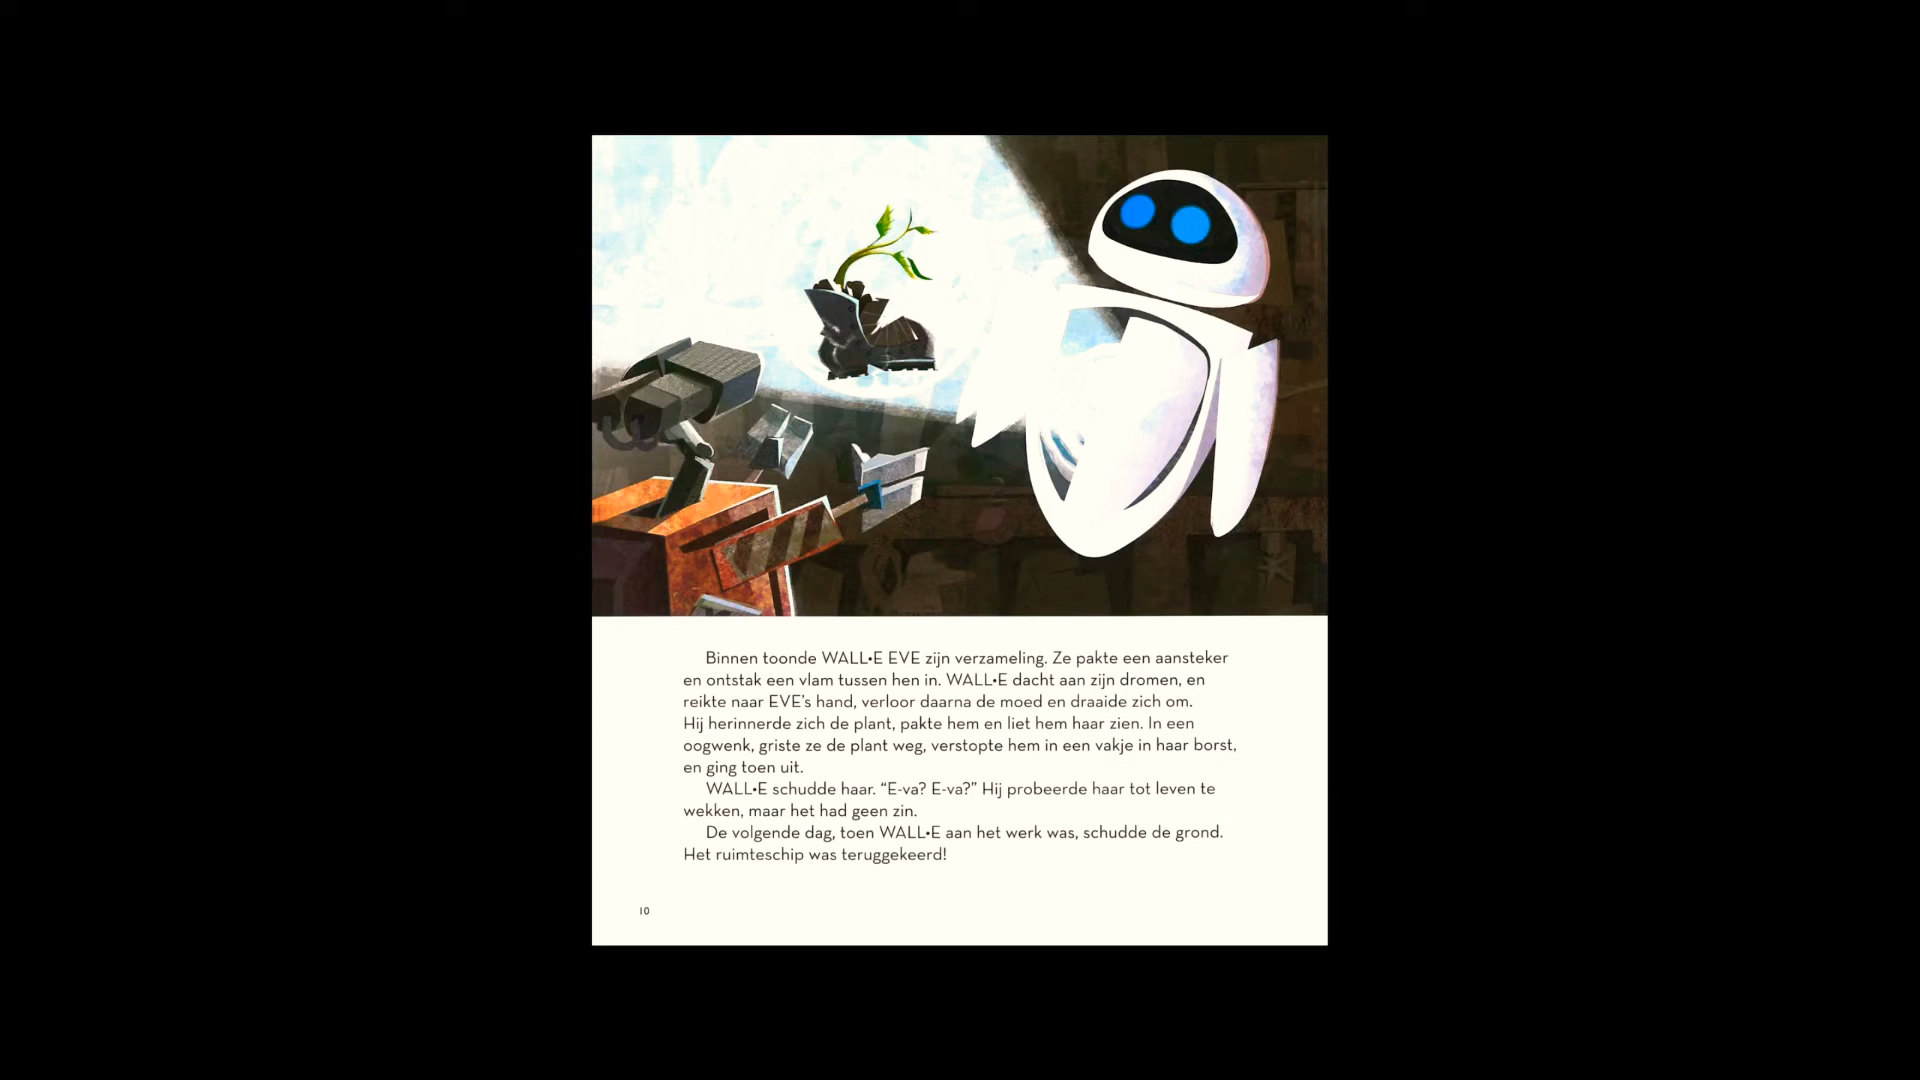 Binnen toonde WALL•E EVE zijn verzameling. Ze pakte een aansteker
en ontstak een vlam tussen hen in. WALL•E dacht aan zijn dromen, en
reikte naar EVE’s hand, verloor daarna de moed en draaide zich om.
Hij herinnerde zich de plant, pakte hem en liet hem haar zien. In een
oogwenk, griste ze de plant weg, verstopte hem in een vakje in haar borst,
en ging toen uit.
WALL•E schudde haar. “E-va? E-va?” Hij probeerde haar tot leven te
wekken, maar het had geen zin.
De volgende dag, toen WALL•E aan het werk was, schudde de grond.
Het ruimteschip was teruggekeerd!
10